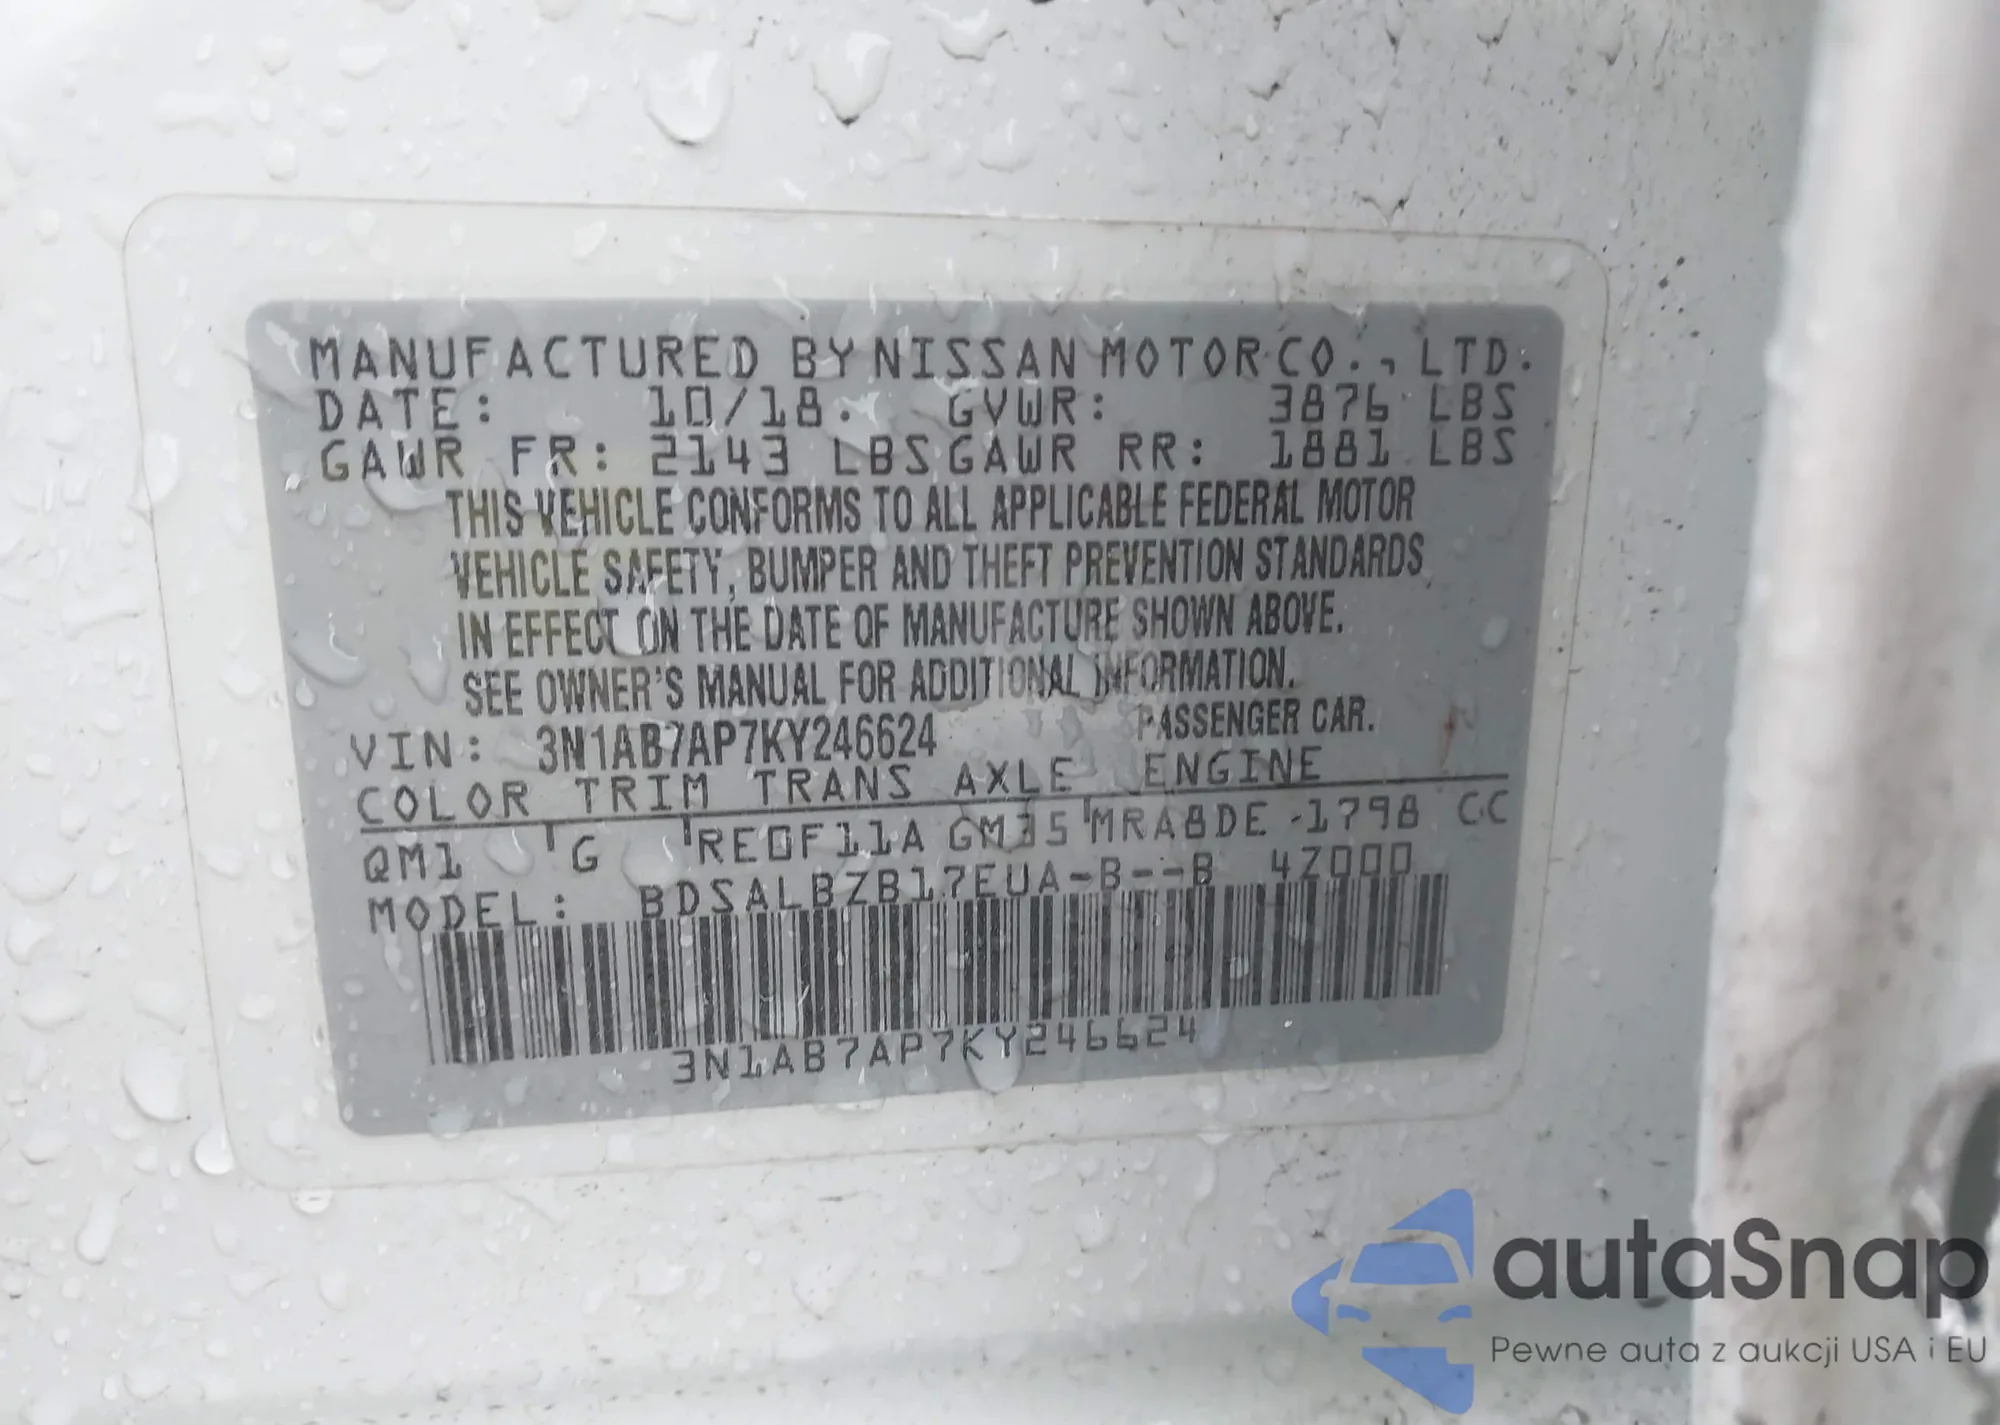 MANUFACTURED BY NISSAN MOTOR CO., LTD.
DATE: 10/18. GVWR: 3876 LBS
GAWR FR: 2143 LBS GAWR RR: 1881 LBS
THIS VEHICLE CONFORMS TO ALL APPLICABLE FEDERAL MOTOR
VEHICLE SAFETY, BUMPER AND THEFT PREVENTION STANDARDS
IN EFFECT ON THE DATE OF MANUFACTURE SHOWN ABOVE.
SEE OWNER'S MANUAL FOR ADDITIONAL INFORMATION.
VIN: 3N1AB7AP7KY246624 PASSENGER CAR.
COLOR TRIM TRANS AXLE ENGINE
QM1 G RE0F11A GM35 MRA8DE -1798 CC
MODEL: BDSALBZB17EUA-B--B 4Z000
3N1AB7AP7KY246624
autaSnap
Pewne auta z aukcji USA i EU